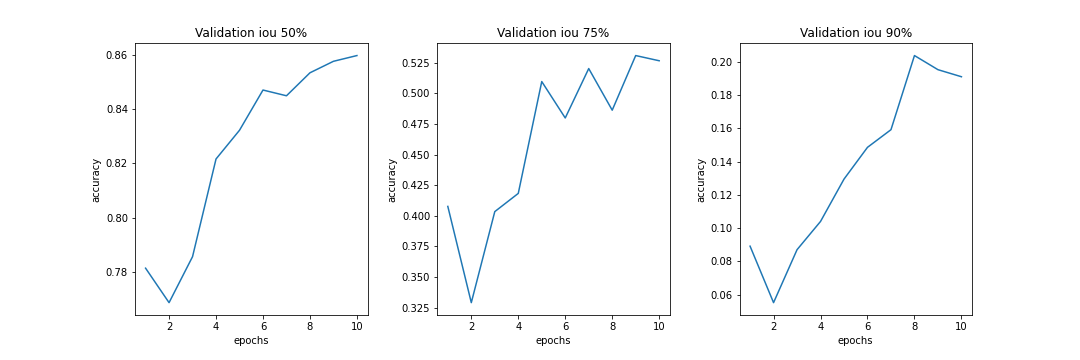 Validation iou 50%
0.86
0.84
0.82
0.80
0.78
accuracy
2 4 6 8 10
epochs
Validation iou 75%
0.525
0.500
0.475
0.450
0.425
0.400
0.375
0.350
0.325
accuracy
2 4 6 8 10
epochs
Validation iou 90%
0.20
0.18
0.16
0.14
0.12
0.10
0.08
0.06
accuracy
2 4 6 8 10
epochs